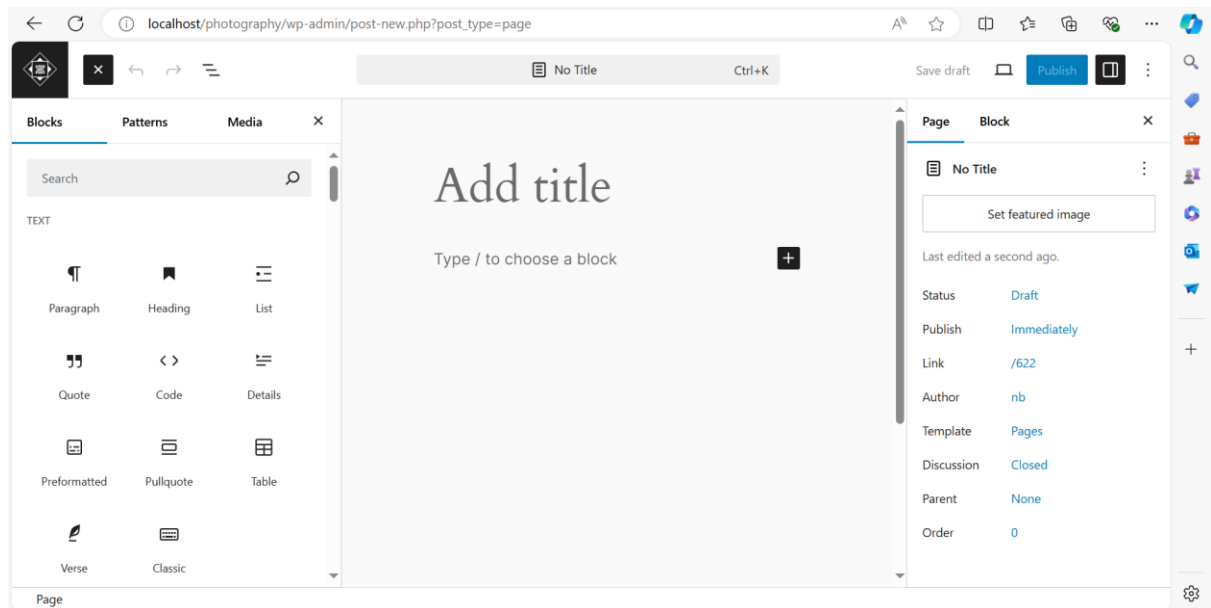 localhost/photography/wp-admin/post-new.php?post_type=page
No Title Ctrl+K
Save draft Publish
Blocks Patterns Media
Search
TEXT
Paragraph Heading List
Quote Code Details
Preformatted Pullquote Table
Verse Classic
Add title
Type / to choose a block
Page Block
No Title
Set featured image
Last edited a second ago.
Status Draft
Publish Immediately
Link /622
Author nb
Template Pages
Discussion Closed
Parent None
Order 0
Page